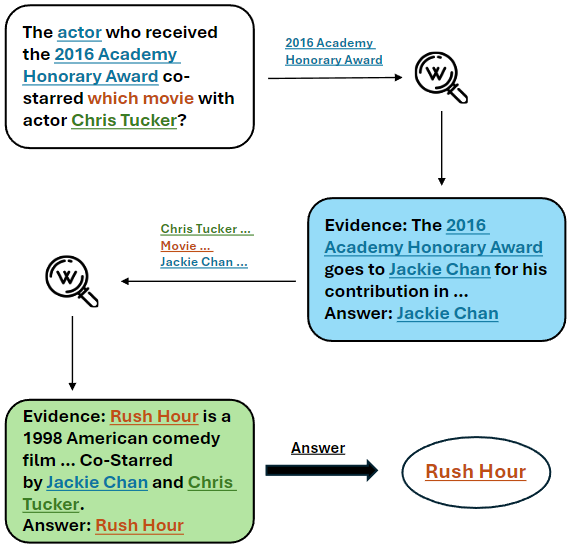 The actor who received
the 2016 Academy
Honorary Award co-
starred which movie with
actor Chris Tucker?
2016 Academy
Honorary Award
W
Evidence: The 2016
Academy Honorary Award
goes to Jackie Chan for his
contribution in ...
Answer: Jackie Chan
Chris Tucker ...
Movie ...
Jackie Chan ...
W
Evidence: Rush Hour is a
1998 American comedy
film ... Co-Starred
by Jackie Chan and Chris
Tucker.
Answer: Rush Hour
Answer
Rush Hour